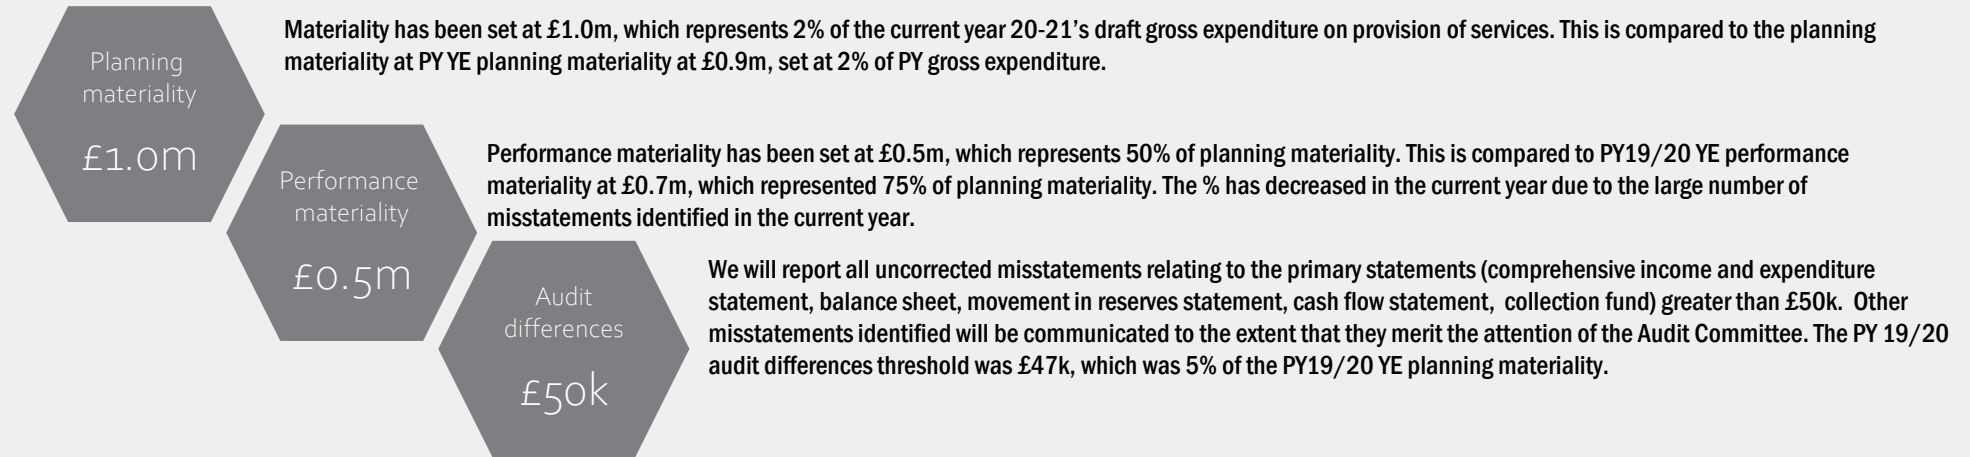 Planning
materiality
£1.0m
Materiality has been set at £1.0m, which represents 2% of the current year 20-21's draft gross expenditure on provision of services. This is compared to the planning
materiality at PY YE planning materiality at £0.9m, set at 2% of PY gross expenditure.
Performance
materiality
£0.5m
Performance materiality has been set at £0.5m, which represents 50% of planning materiality. This is compared to PY19/20 YE performance
materiality at £0.7m, which represented 75% of planning materiality. The % has decreased in the current year due to the large number of
misstatements identified in the current year.
Audit
differences
£50k
We will report all uncorrected misstatements relating to the primary statements (comprehensive income and expenditure
statement, balance sheet, movement in reserves statement, cash flow statement, collection fund) greater than £50k. Other
misstatements identified will be communicated to the extent that they merit the attention of the Audit Committee. The PY 19/20
audit differences threshold was £47k, which was 5% of the PY19/20 YE planning materiality.